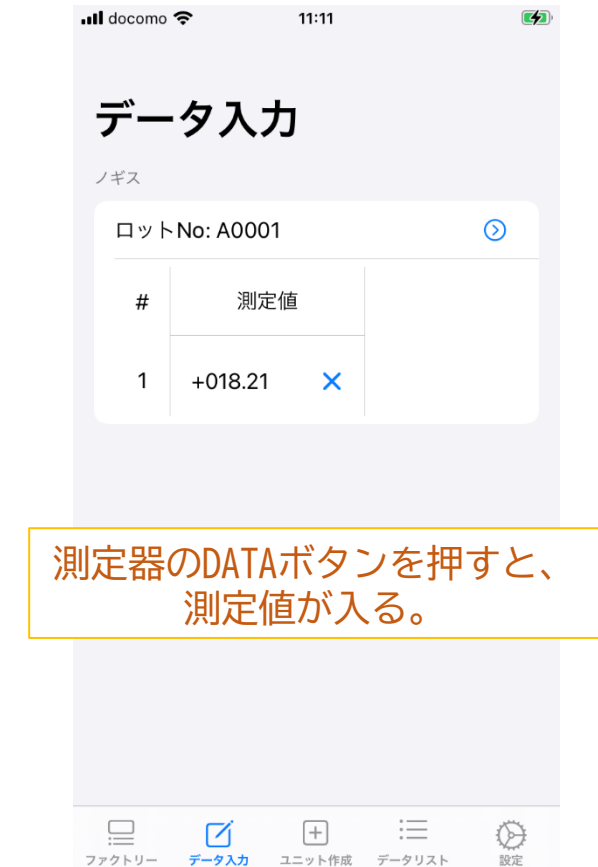 docomo 11:11
データ入力
ノギス
ロットNo: A0001
# 測定値
1 +018.21
測定器のDATAボタンを押すと、
測定値が入る。
ファクトリー データ入力 ユニット作成 データリスト 設定